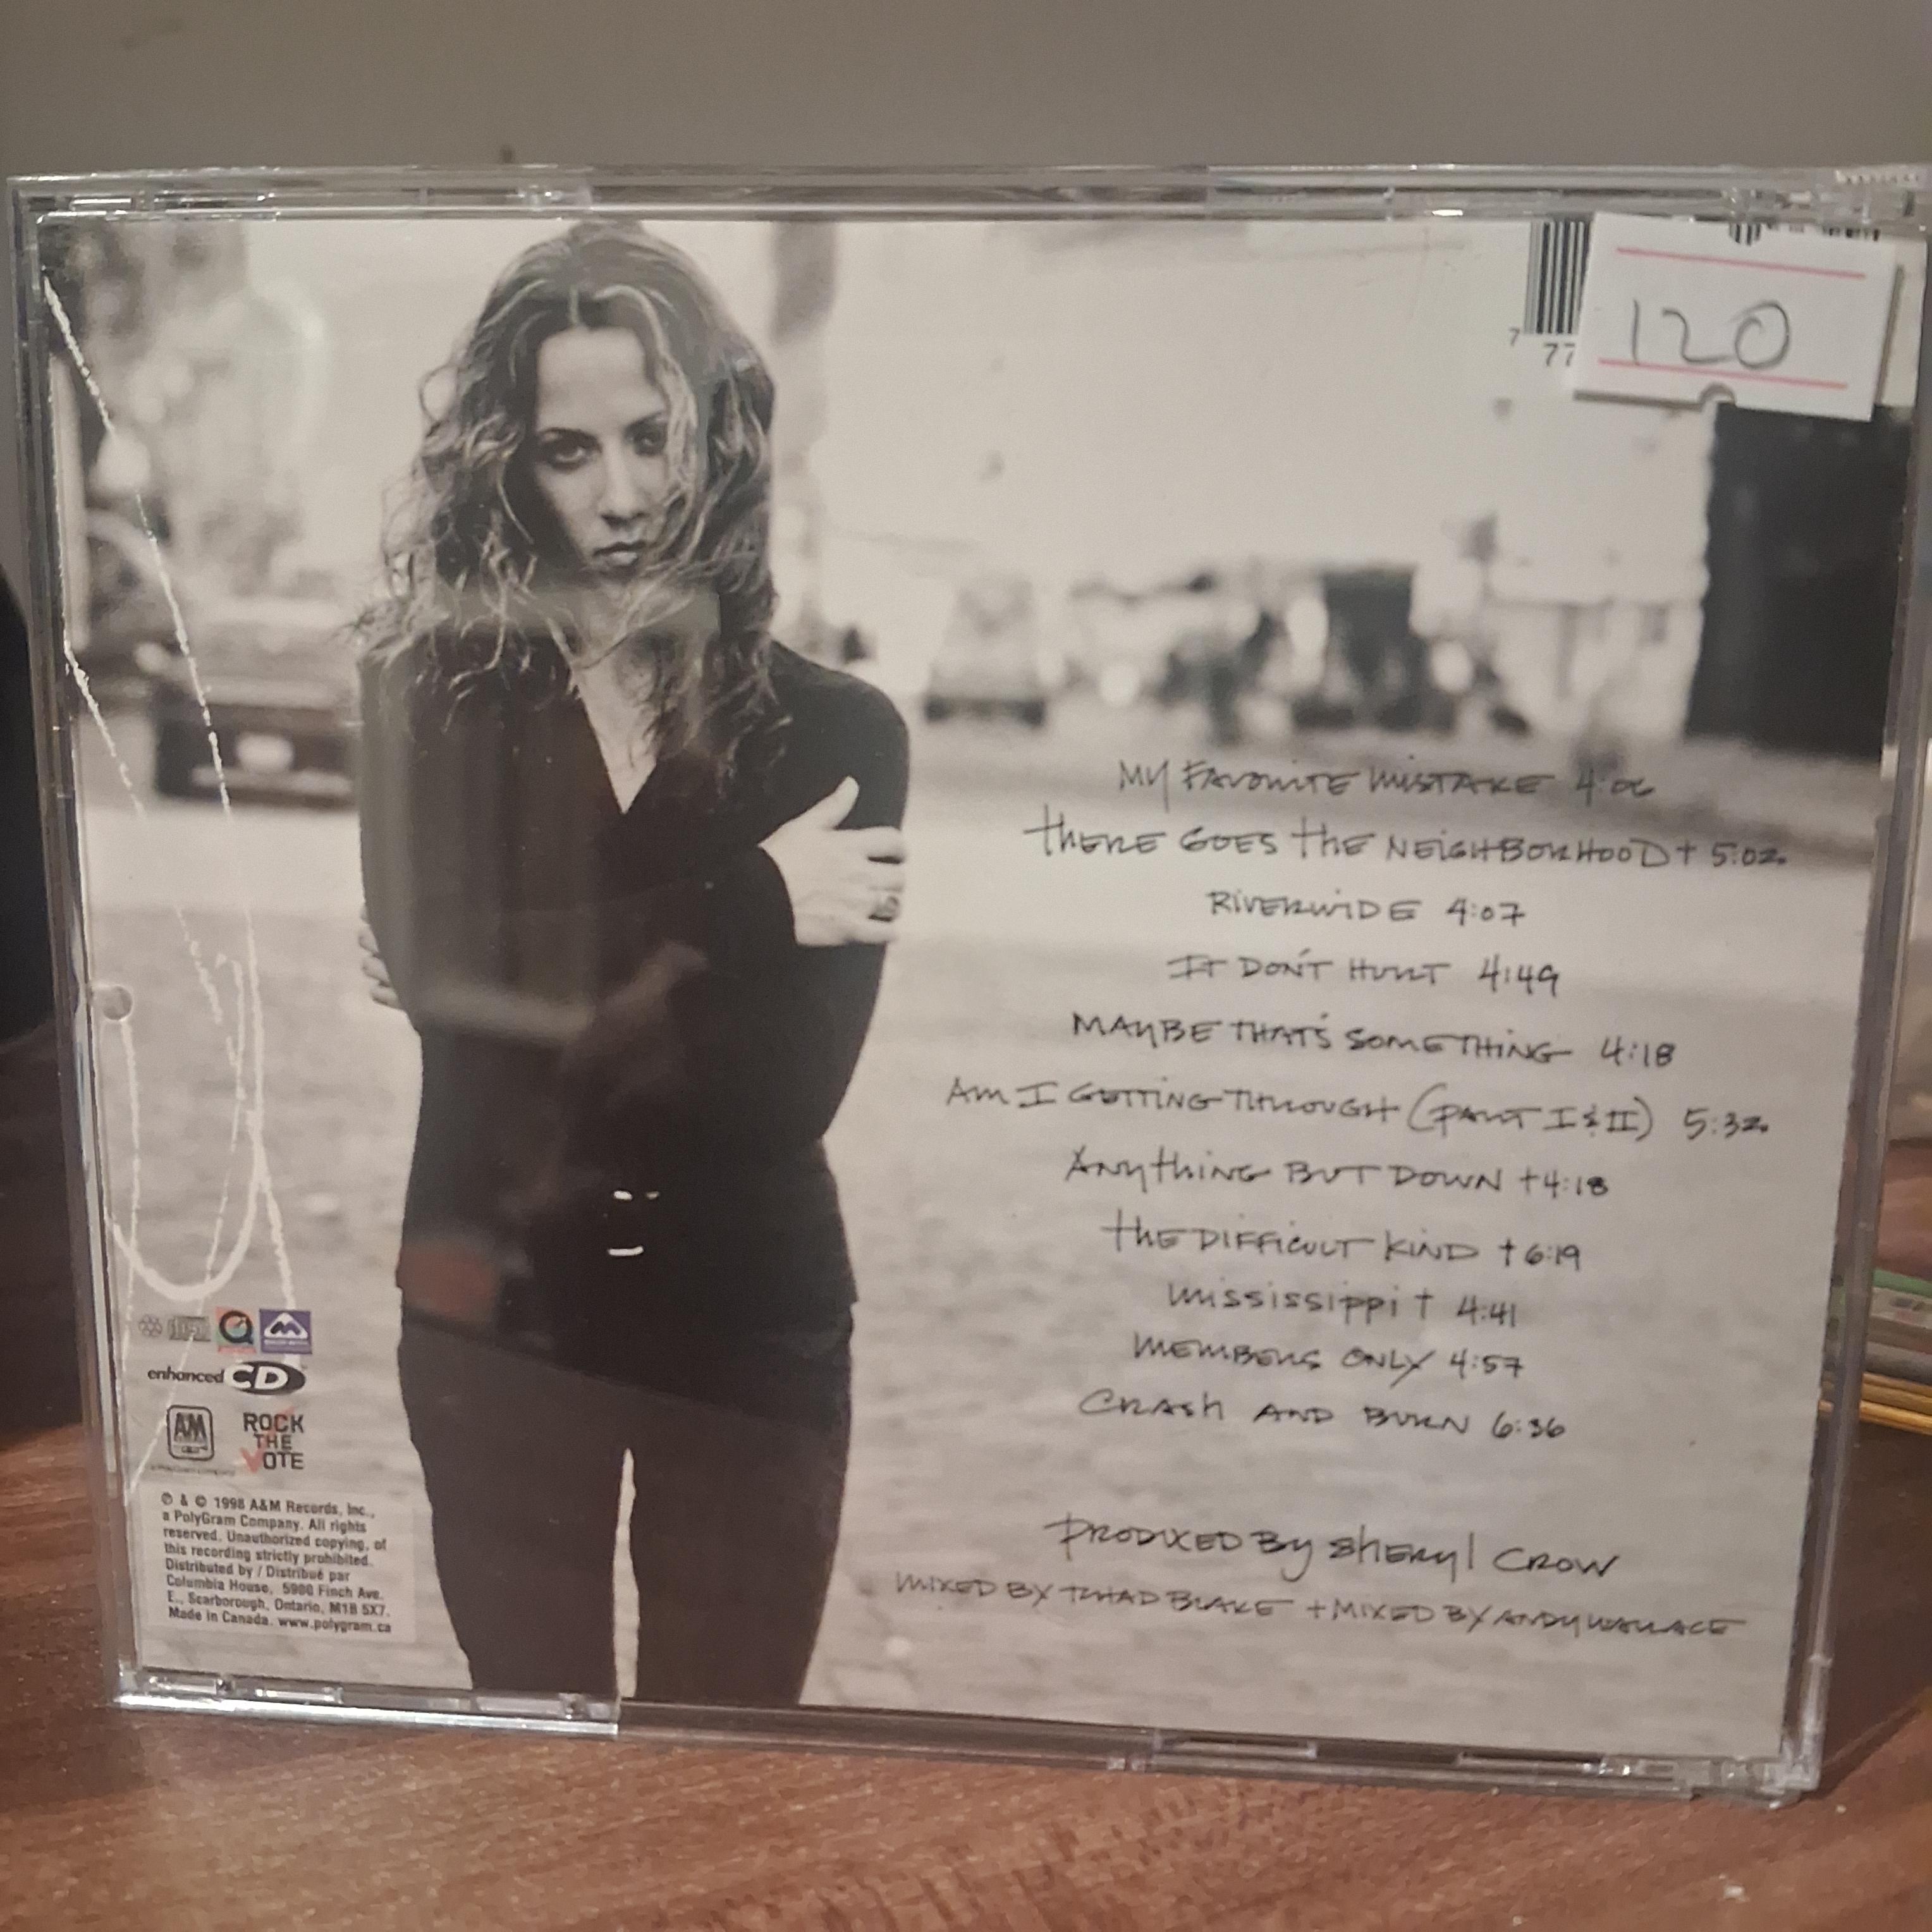 7 77
120
MY FAVORITE MISTAKE 4:06
THERE GOES THE NEIGHBORHOOD† 5:02
RIVERWIDE 4:07
IT DON'T HURT 4:49
MAYBE THAT'S SOMETHING 4:18
AM I GETTING THROUGH (PART I & II) 5:32
ANYTHING BUT DOWN †4:18
THE DIFFICULT KIND †6:19
MISSISSIPPI † 4:41
MEMBERS ONLY 4:57
CRASH AND BURN 6:36
PRODUCED BY SHERYL CROW
MIXED BY TCHAD BLAKE †MIXED BY ANDY WALLACE
enhanced CD
A&M
ROCK
THE
VOTE
℗ & © 1998 A&M Records, Inc.,
a PolyGram Company. All rights
reserved. Unauthorized copying, of
this recording strictly prohibited.
Distributed by / Distribué par
Columbia House, 5900 Finch Ave.
E., Scarborough, Ontario, M1B 5X7.
Made in Canada. www.polygram.ca